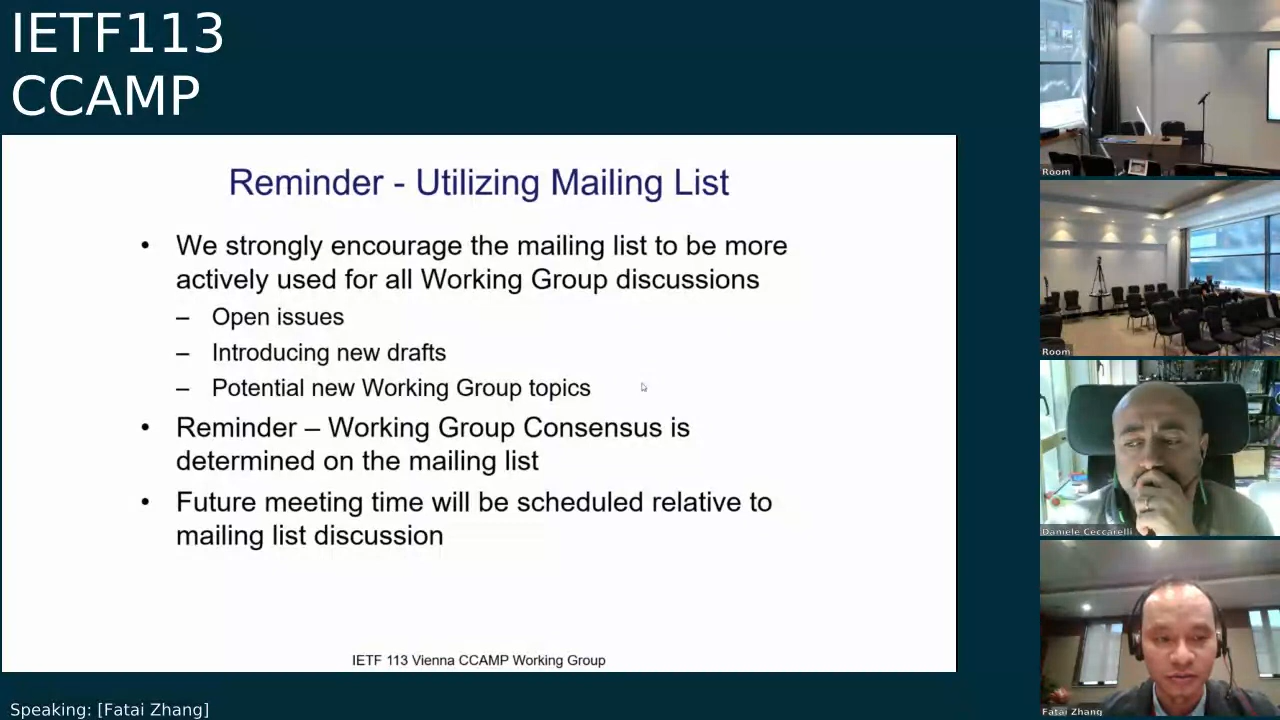 IETF113
CCAMP
Reminder - Utilizing Mailing List
• We strongly encourage the mailing list to be more
actively used for all Working Group discussions
– Open issues
– Introducing new drafts
– Potential new Working Group topics
• Reminder – Working Group Consensus is
determined on the mailing list
• Future meeting time will be scheduled relative to
mailing list discussion
IETF 113 Vienna CCAMP Working Group
Speaking: [Fatai Zhang]
Room
Room
Daniele Ceccarelli
Fatai Zhang